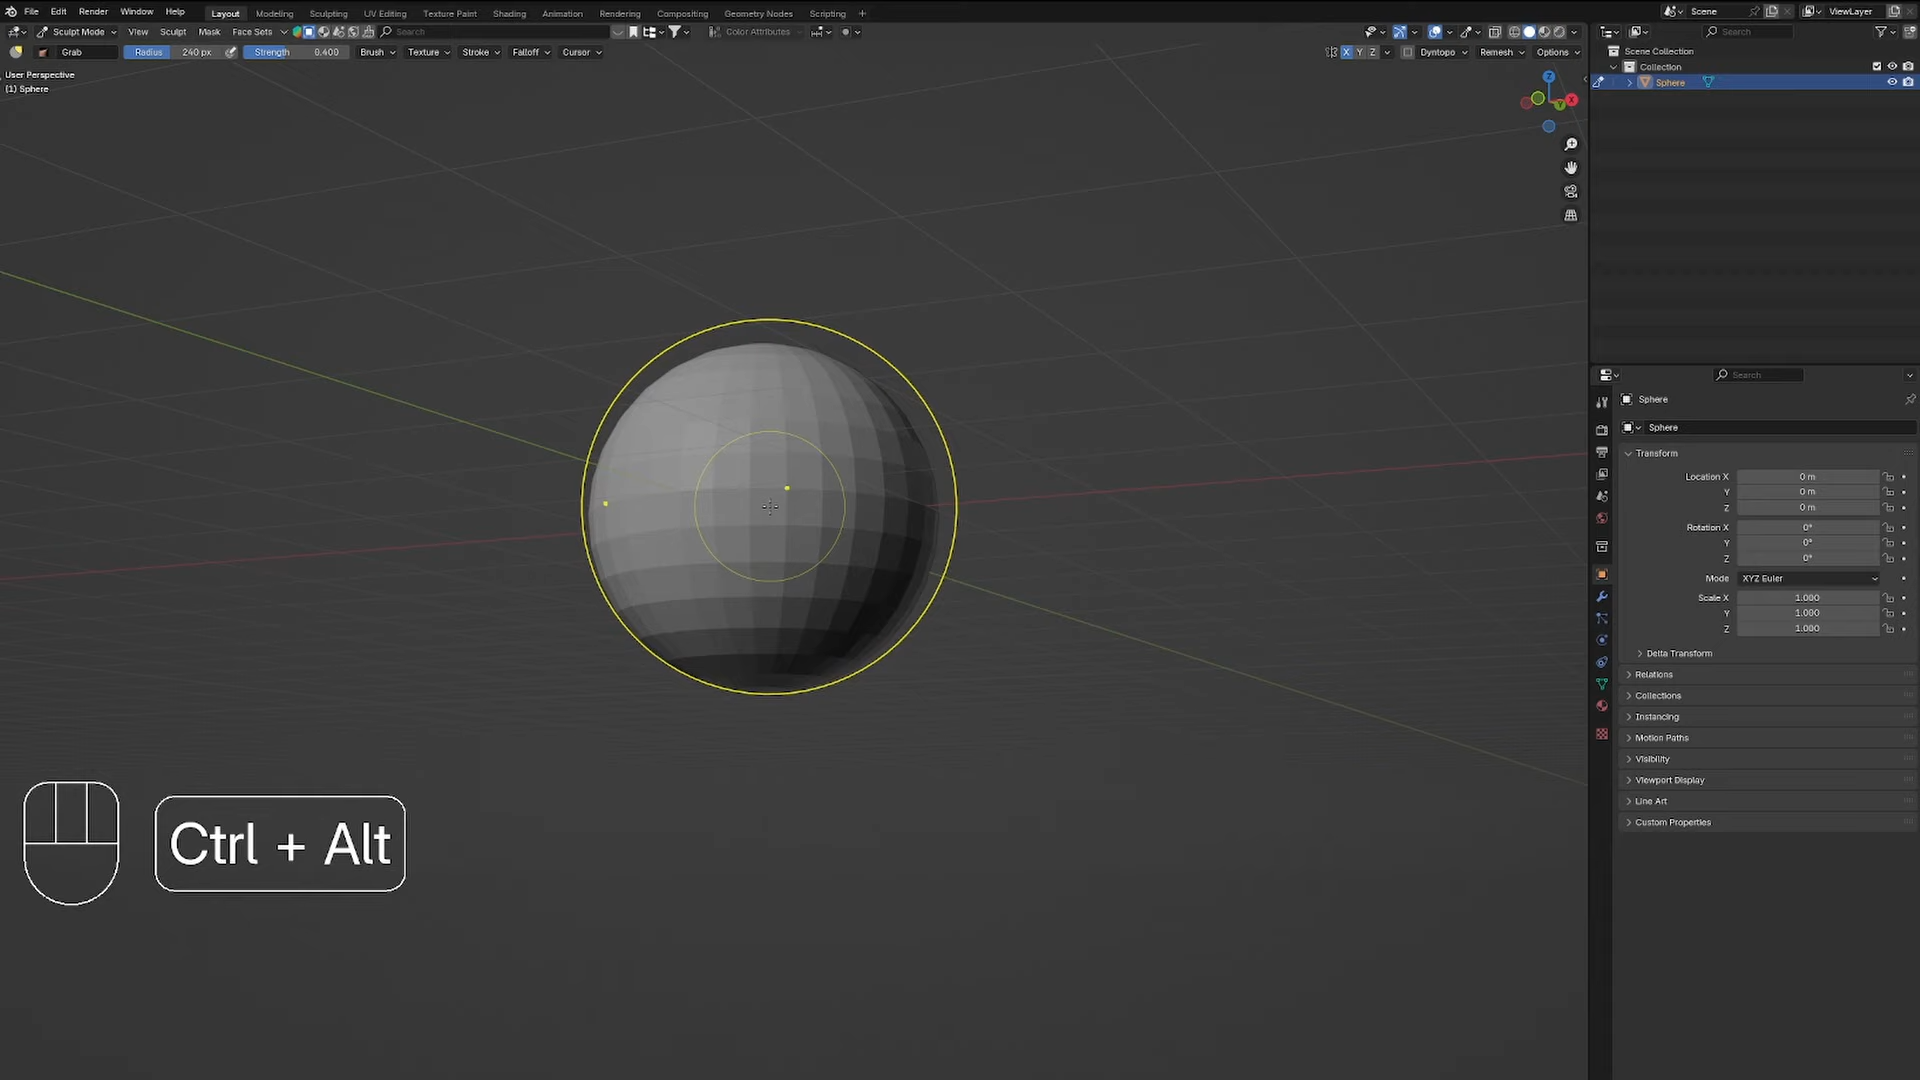 File Edit Render Window Help Layout Modeling Sculpting UV Editing Texture Paint Shading Animation Rendering Compositing Geometry Nodes Scripting + Scene ViewLayer
Sculpt Mode View Sculpt Mask Face Sets Search Color Attributes Search
Grab Radius 240 px Strength 0.400 Brush Texture Stroke Falloff Cursor X Y Z Dyntopo Remesh Options
Scene Collection
Collection
Sphere
User Perspective
(1) Sphere
Z
X
Y
Search
Sphere
Sphere
Transform
Location X 0 m
Y 0 m
Z 0 m
Rotation X 0°
Y 0°
Z 0°
Mode XYZ Euler
Scale X 1.000
Y 1.000
Z 1.000
Delta Transform
Relations
Collections
Instancing
Motion Paths
Visibility
Viewport Display
Line Art
Custom Properties
Ctrl + Alt